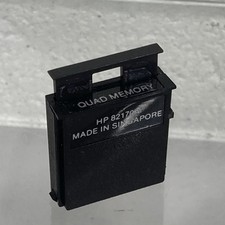 QUAD MEMORY
HP 82170A
MADE IN SINGAPORE